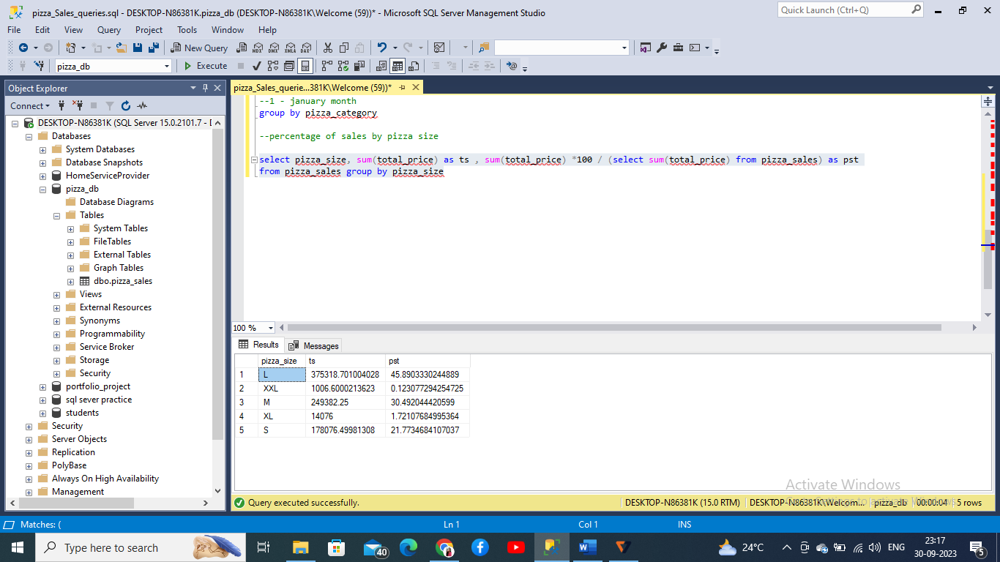 pizza_Sales_queries.sql - DESKTOP-N86381K.pizza_db (DESKTOP-N86381K\Welcome (59))* - Microsoft SQL Server Management Studio
Quick Launch (Ctrl+Q)
File Edit View Query Project Tools Window Help
New Query MDX DMX XMLA DAX
pizza_db Execute
Object Explorer
pizza_Sales_querie...381K\Welcome (59))*
Connect
DESKTOP-N86381K (SQL Server 15.0.2101.7 -
Databases
System Databases
Database Snapshots
HomeServiceProvider
pizza_db
Database Diagrams
Tables
System Tables
FileTables
External Tables
Graph Tables
dbo.pizza_sales
Views
External Resources
Synonyms
Programmability
Service Broker
Storage
Security
portfolio_project
sql sever practice
students
Security
Server Objects
Replication
PolyBase
Always On High Availability
Management
--1 - january month
group by pizza_category
--percentage of sales by pizza size
select pizza_size, sum(total_price) as ts , sum(total_price) *100 / (select sum(total_price) from pizza_sales) as pst
from pizza_sales group by pizza_size
100 %
Results Messages
pizza_size ts pst
1 L 375318.701004028 45.8903330244889
2 XXL 1006.6000213623 0.123077294254725
3 M 249382.25 30.492044420599
4 XL 14076 1.72107684995364
5 S 178076.49981308 21.7734684107037
Activate Windows
Query executed successfully. DESKTOP-N86381K (15.0 RTM) DESKTOP-N86381K\Welcom... pizza_db 00:00:04 5 rows
Matches: ( Ln 1 Col 1 INS
Type here to search 40 24°C ENG 23:17
30-09-2023 5